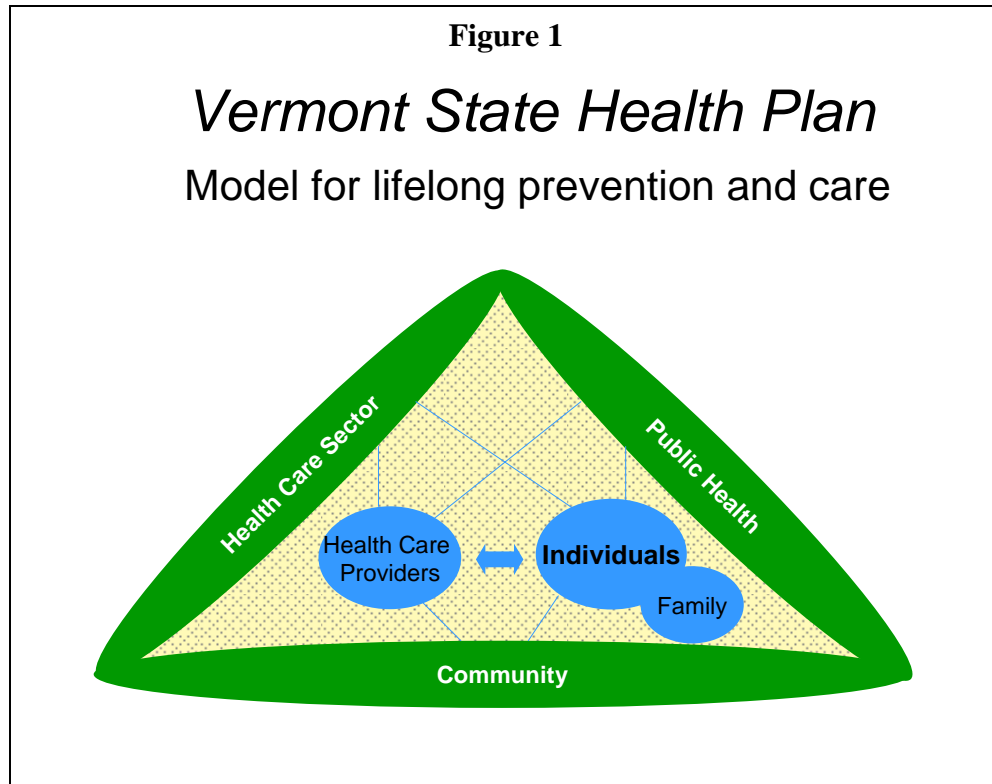 Figure 1
Vermont State Health Plan
Model for lifelong prevention and care
Health Care Sector
Public Health
Health Care
Providers
Individuals
Family
Community